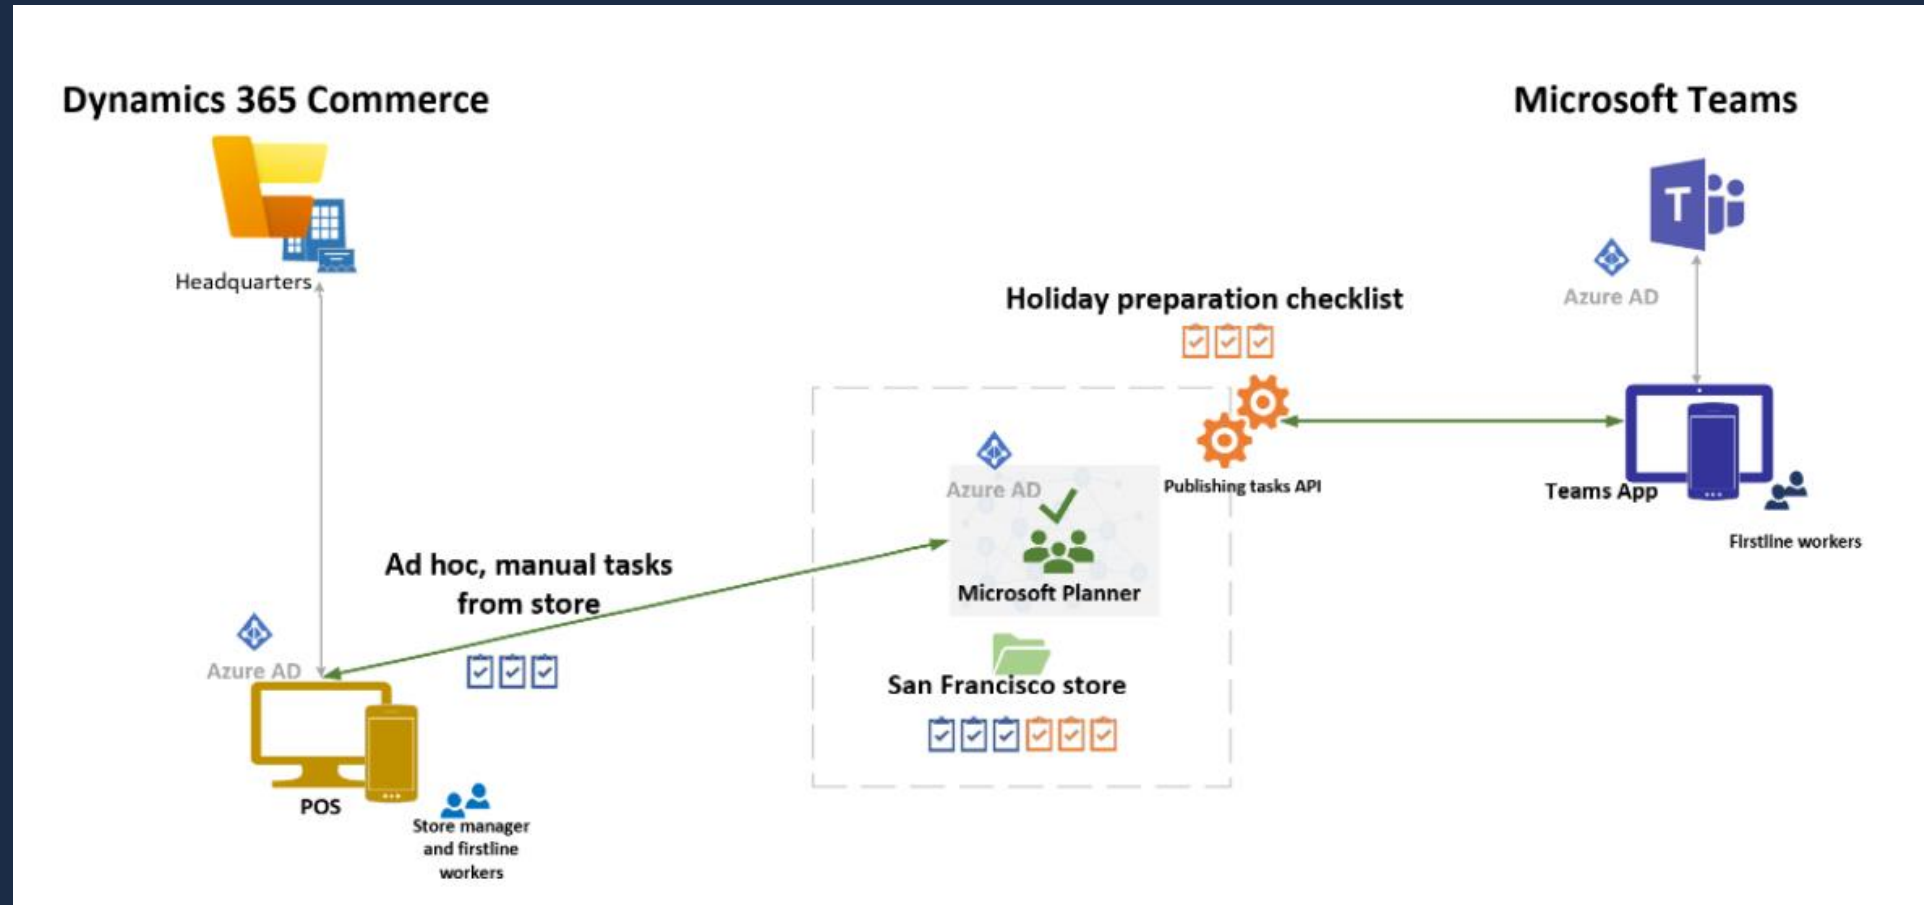 Dynamics 365 Commerce
Microsoft Teams
T
Headquarters
Azure AD
Holiday preparation checklist
Azure AD
Publishing tasks API
Teams App
Firstline workers
Ad hoc, manual tasks
from store
Microsoft Planner
Azure AD
San Francisco store
POS
Store manager
and firstline
workers